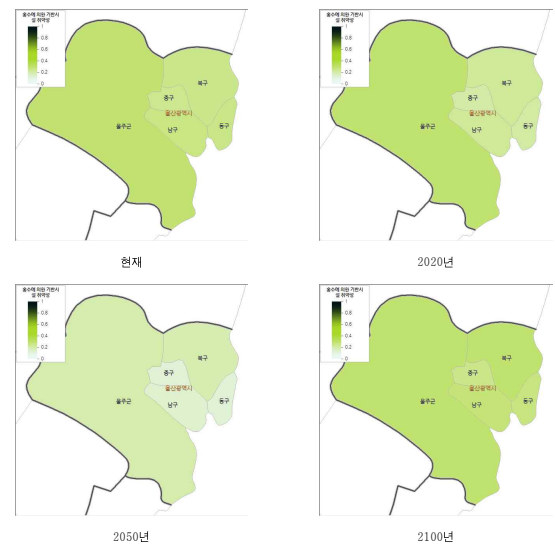 홍수에 의한 기반시
설 취약성
1
0.8
0.6
0.4
0.2
0
북구
중구
울산광역시
울주군
남구
동구
현재
홍수에 의한 기반시
설 취약성
1
0.8
0.6
0.4
0.2
0
북구
중구
울산광역시
울주군
남구
동구
2020년
홍수에 의한 기반시
설 취약성
1
0.8
0.6
0.4
0.2
0
북구
중구
울산광역시
울주군
남구
동구
2050년
홍수에 의한 기반시
설 취약성
1
0.8
0.6
0.4
0.2
0
북구
중구
울산광역시
울주군
남구
동구
2100년